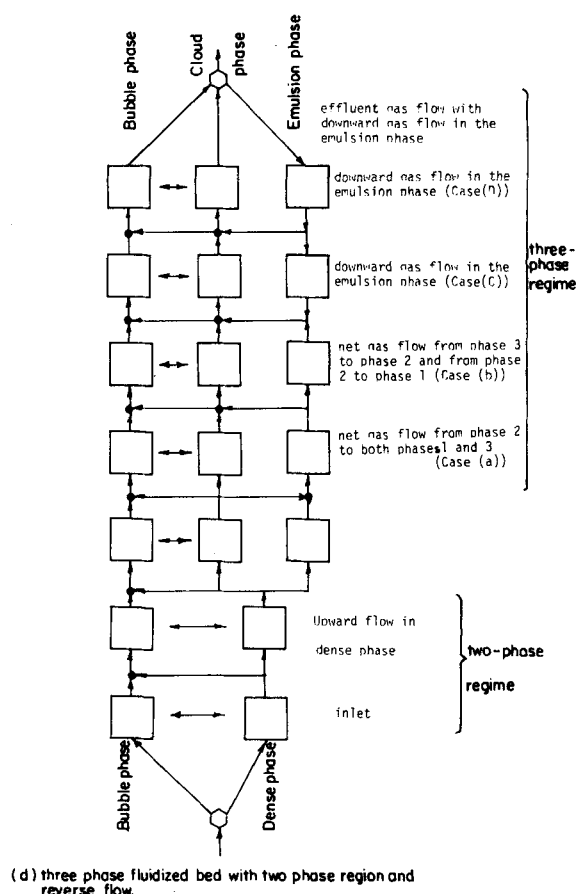 Bubble phase
Cloud
phase
Emulsion phase
effluent gas flow with
downward gas flow in the
emulsion phase
downward gas flow in the
emulsion phase (Case(D))
three-
phase
regime
downward gas flow in the
emulsion phase (Case(C))
net gas flow from phase 3
to phase 2 and from phase
2 to phase 1 (Case (b))
net gas flow from phase 2
to both phases1 and 3
(Case (a))
Upward flow in
dense phase
two-phase
regime
inlet
Bubble phase
Dense phase
(d) three phase fluidized bed with two phase region and
reverse flow.